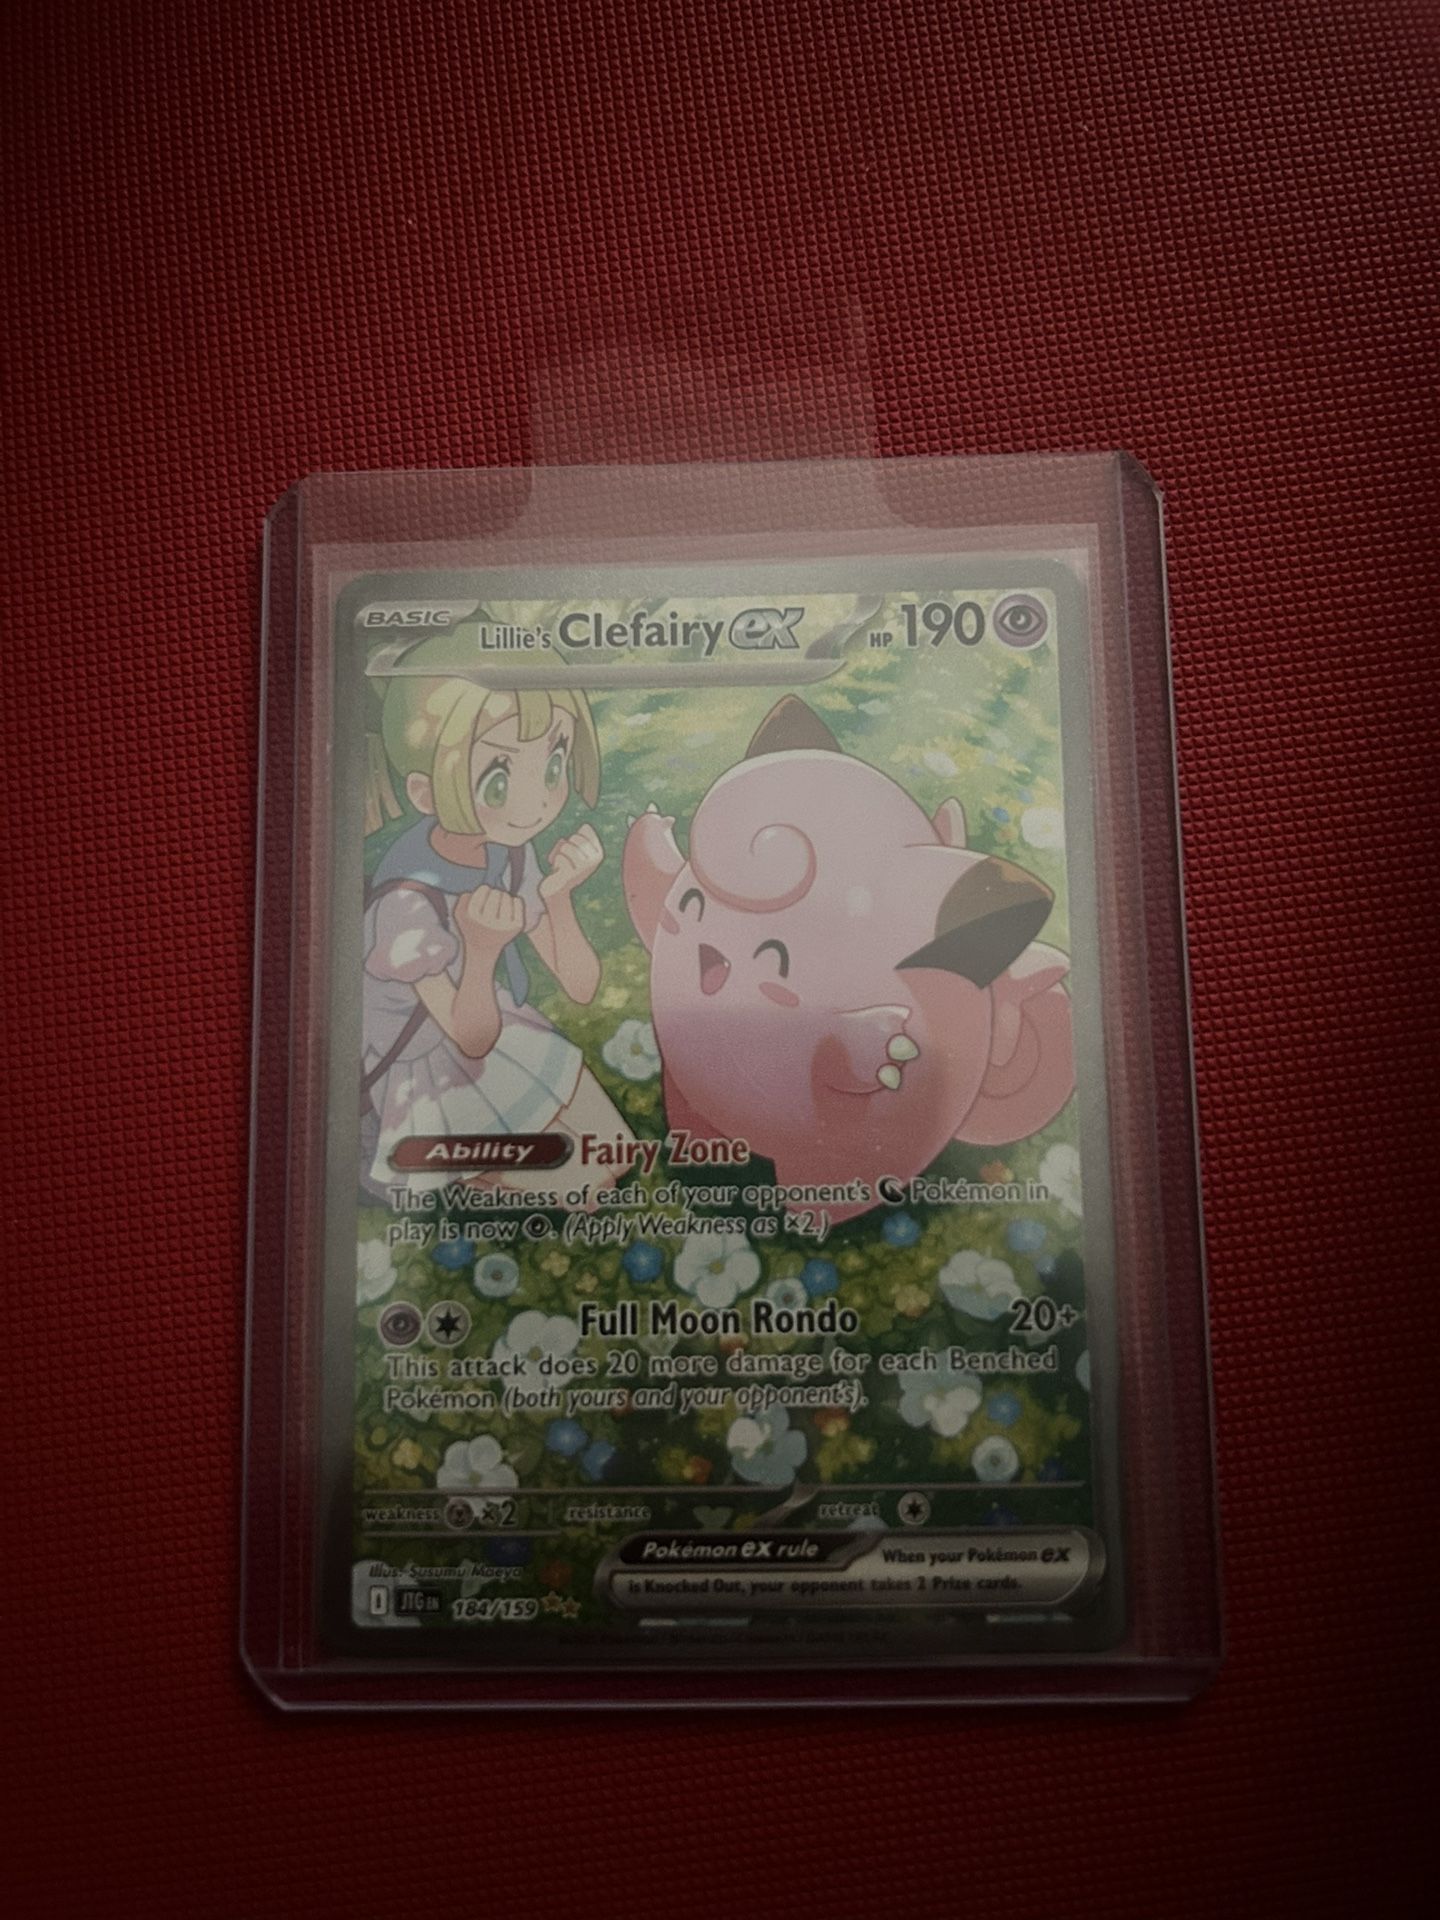 BASIC Lillie's Clefairy ex HP 190
Ability Fairy Zone
The Weakness of each of your opponent's Pokémon in
play is now . (Apply Weakness as ×2.)
Full Moon Rondo 20+
This attack does 20 more damage for each Benched
Pokémon (both yours and your opponent's).
weakness ×2 resistance retreat
Pokémon ex rule When your Pokémon ex
is Knocked Out, your opponent takes 2 Prize cards.
Illus. Susumu Maeya
I JTG EN 184/159